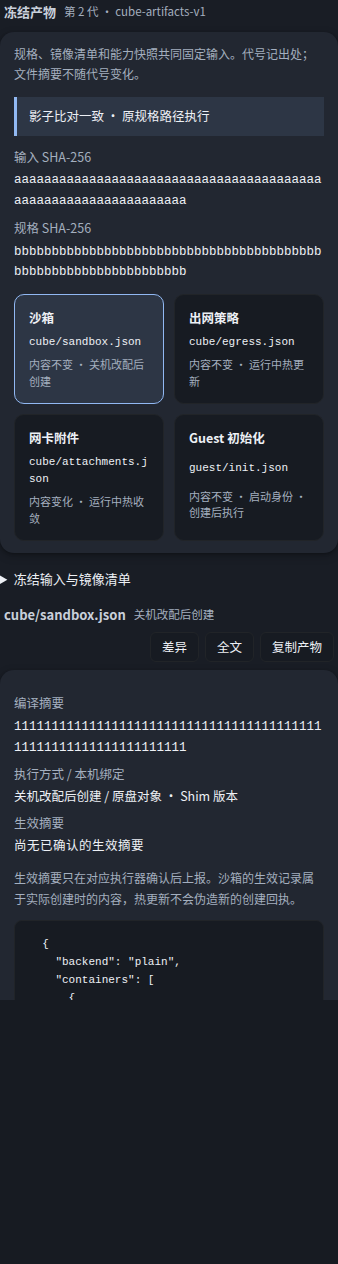 冻结产物 第 2 代 · cube-artifacts-v1
规格、镜像清单和能力快照共同固定输入。代号记出处；
文件摘要不随代号变化。
影子比对一致 · 原规格路径执行
输入 SHA-256
aaaaaaaaaaaaaaaaaaaaaaaaaaaaaaaaaaaaaaaaa
aaaaaaaaaaaaaaaaaaaaaaa
规格 SHA-256
bbbbbbbbbbbbbbbbbbbbbbbbbbbbbbbbbbbbbbbbb
bbbbbbbbbbbbbbbbbbbbbbb
沙箱
cube/sandbox.json
内容不变 · 关机改配后
创建
出网策略
cube/egress.json
内容不变 · 运行中热更
新
网卡附件
cube/attachments.j
son
内容变化 · 运行中热收
敛
Guest 初始化
guest/init.json
内容不变 · 启动身份 ·
创建后执行
▶ 冻结输入与镜像清单
cube/sandbox.json 关机改配后创建
差异 全文 复制产物
编译摘要
11111111111111111111111111111111111111111
11111111111111111111111
执行方式 / 本机绑定
关机改配后创建 / 原盘对象 · Shim 版本
生效摘要
尚无已确认的生效摘要
生效摘要只在对应执行器确认后上报。沙箱的生效记录属
于实际创建时的内容，热更新不会伪造新的创建回执。
{
"backend": "plain",
"containers": [
{